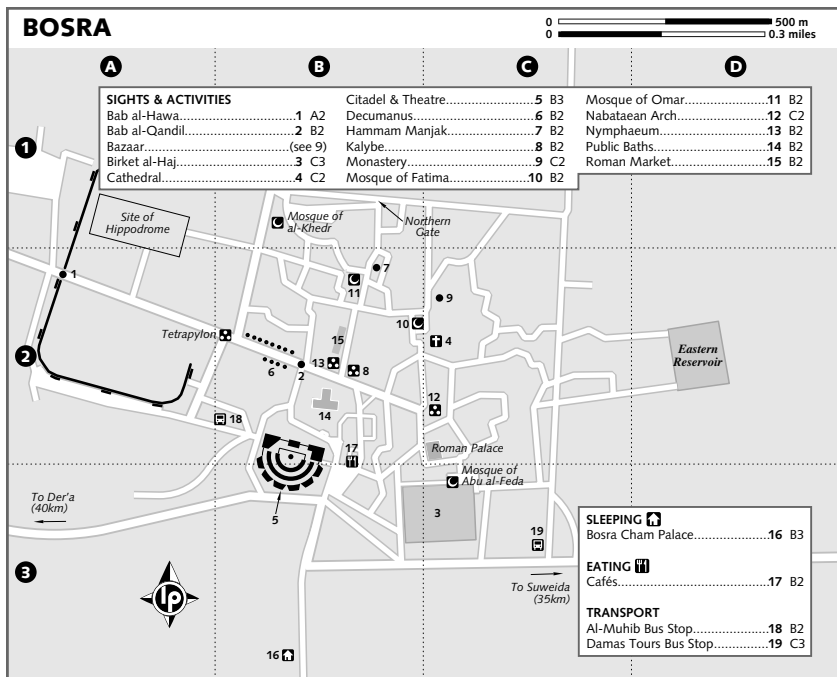 BOSRA
0 500 m
0 0.3 miles
A B C D
SIGHTS & ACTIVITIES
Bab al-Hawa 1 A2
Bab al-Qandil 2 B2
Bazaar (see 9)
Birket al-Haj 3 C3
Cathedral 4 C2
Citadel & Theatre 5 B3
Decumanus 6 B2
Hammam Manjak 7 B2
Kalybe 8 B2
Monastery 9 C2
Mosque of Fatima 10 B2
Mosque of Omar 11 B2
Nabataean Arch 12 C2
Nymphaeum 13 B2
Public Baths 14 B2
Roman Market 15 B2
1
Site of
Hippodrome
Mosque of
al-Khedr
Northern
Gate
1
7
11
9
10
4
15
Tetrapylon
2
6
2
13
8
Eastern
Reservoir
14
12
18
17
Roman Palace
Mosque of
Abu al-Feda
To Der'a
(40km)
5
3
19
3
To Suweida
(35km)
lp
16
SLEEPING
Bosra Cham Palace 16 B3
EATING
Cafés 17 B2
TRANSPORT
Al-Muhib Bus Stop 18 B2
Damas Tours Bus Stop 19 C3